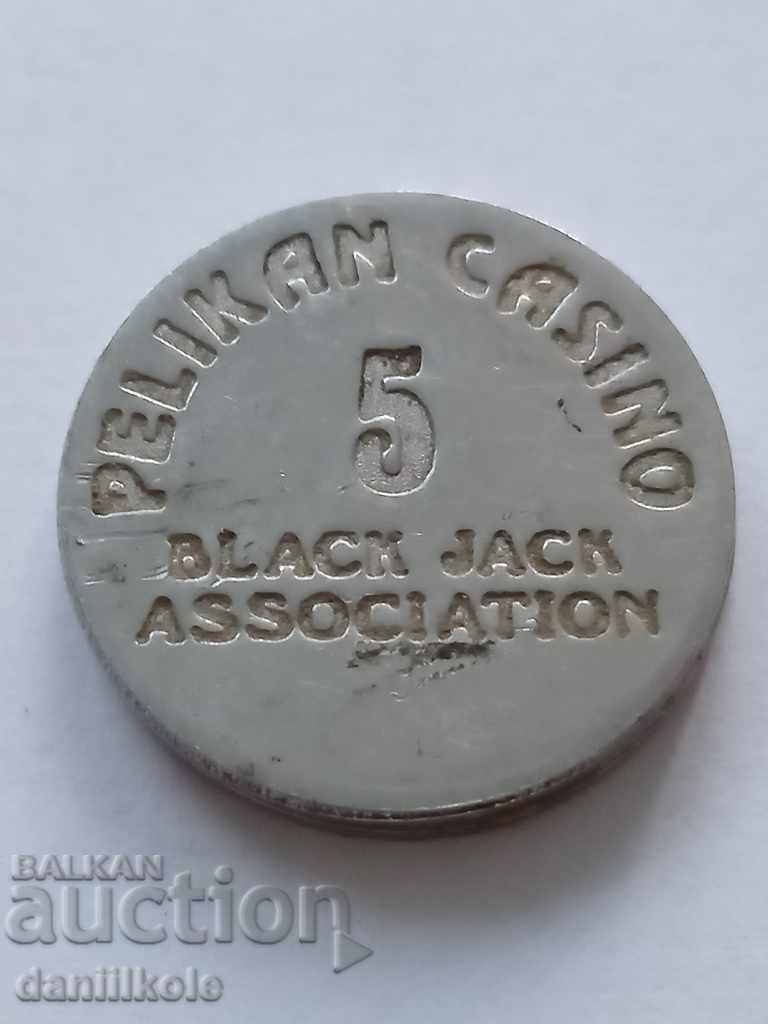 PELIKAN CASINO
5
BLACK JACK
ASSOCIATION
BALKAN
auction
daniilkole